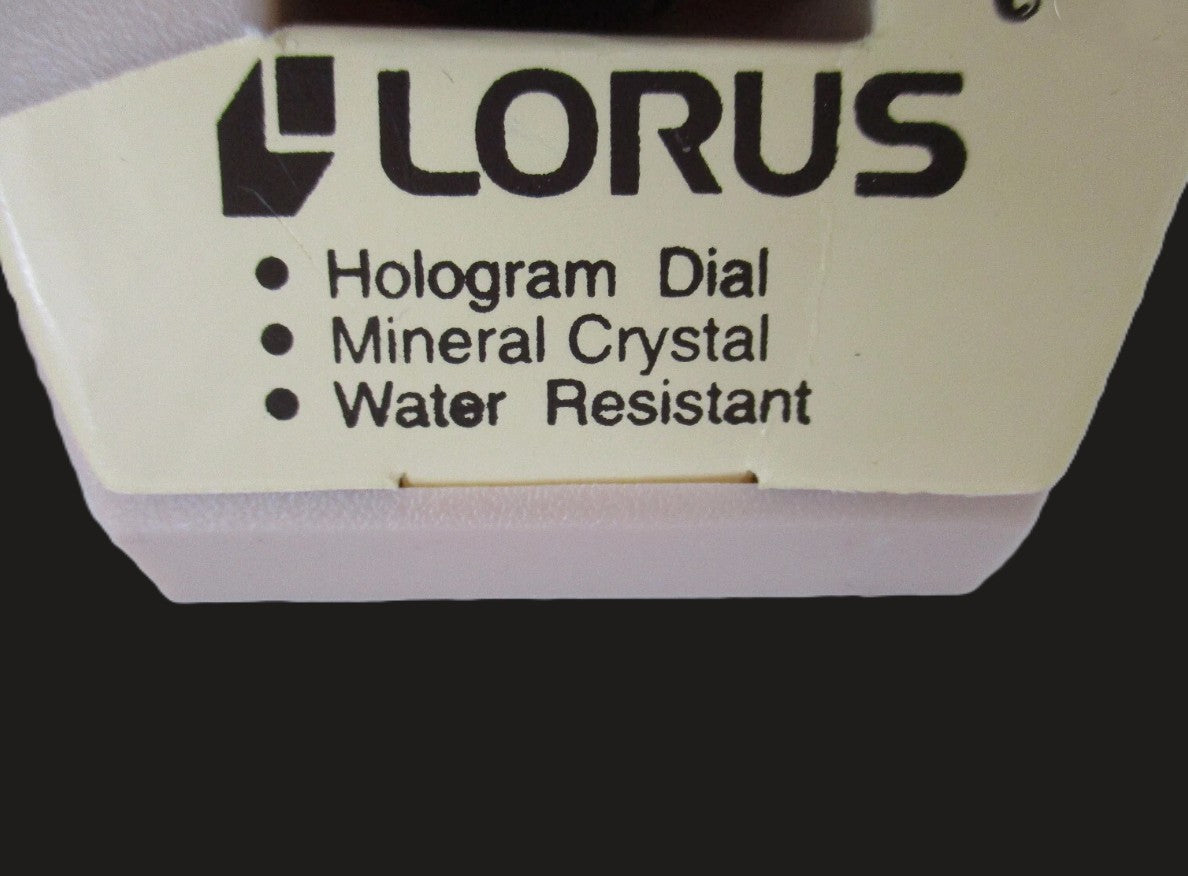 LORUS
• Hologram Dial
• Mineral Crystal
• Water Resistant